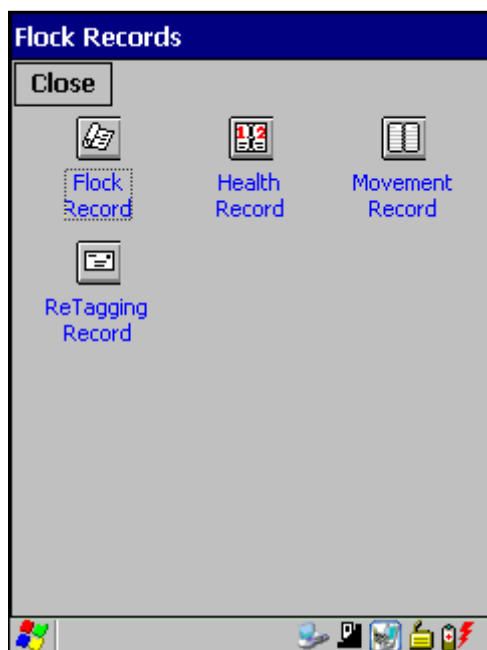 Flock Records
Close
Flock Record
Health Record
Movement Record
ReTagging Record